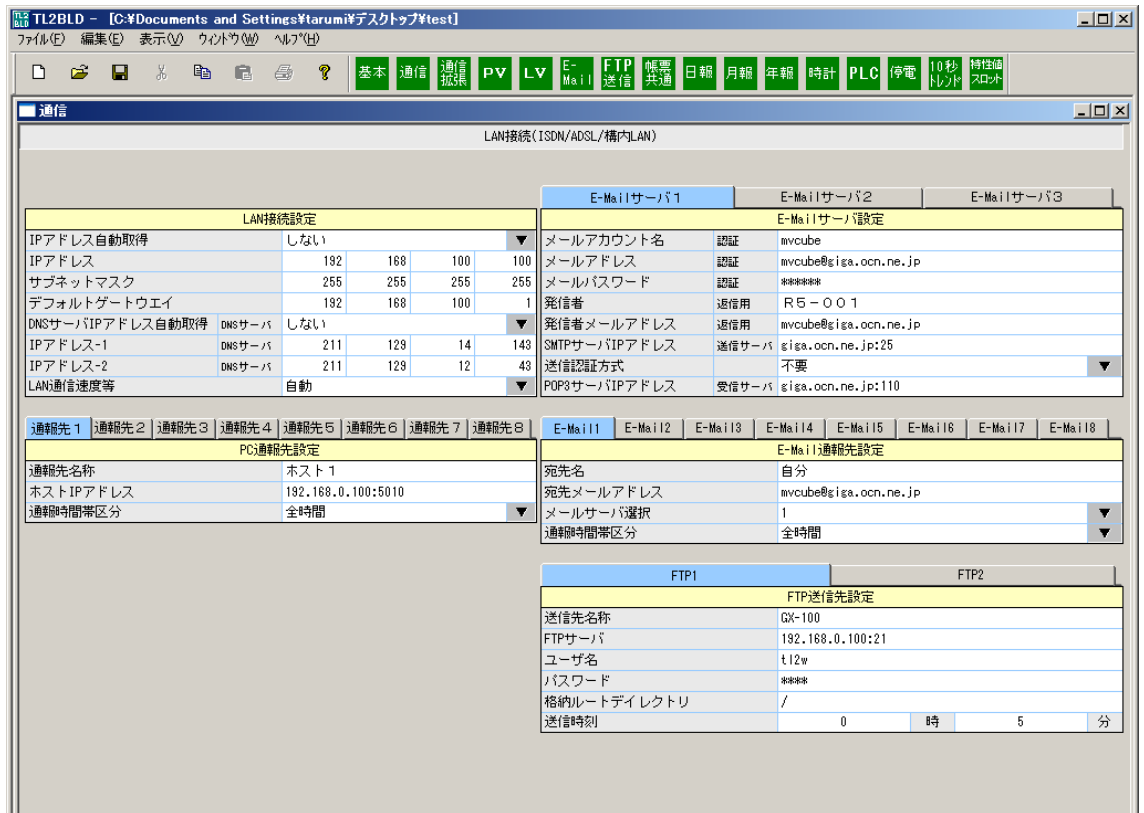 TL2BLD - [C:¥Documents and Settings¥tarumi¥デスクトップ¥test]
ファイル(F) 編集(E) 表示(V) ウィンドウ(W) ヘルプ(H)
基本 通信 通信拡張 PV LV E-Mail FTP送信 帳票共通 日報 月報 年報 時計 PLC 停電 10秒トレンド 特性値スロット
通信
LAN接続(ISDN/ADSL/構内LAN)
E-Mailサーバ1 E-Mailサーバ2 E-Mailサーバ3
LAN接続設定
IPアドレス自動取得 しない ▼
IPアドレス 192 168 100 100
サブネットマスク 255 255 255 255
デフォルトゲートウエイ 192 168 100 1
DNSサーバIPアドレス自動取得 DNSサーバ しない ▼
IPアドレス-1 DNSサーバ 211 129 14 143
IPアドレス-2 DNSサーバ 211 129 12 43
LAN通信速度等 自動 ▼
E-Mailサーバ設定
メールアカウント名 認証 mvcube
メールアドレス 認証 mvcube@giga.ocn.ne.jp
メールパスワード 認証 ******
発信者 返信用 R5-001
発信者メールアドレス 返信用 mvcube@giga.ocn.ne.jp
SMTPサーバIPアドレス 送信サーバ giga.ocn.ne.jp:25
送信認証方式 不要 ▼
POP3サーバIPアドレス 受信サーバ giga.ocn.ne.jp:110
通報先1 通報先2 通報先3 通報先4 通報先5 通報先6 通報先7 通報先8
PC通報先設定
通報先名称 ホスト1
ホストIPアドレス 192.168.0.100:5010
通報時間帯区分 全時間 ▼
E-Mail1 E-Mail2 E-Mail3 E-Mail4 E-Mail5 E-Mail6 E-Mail7 E-Mail8
E-Mail通報先設定
宛先名 自分
宛先メールアドレス mvcube@giga.ocn.ne.jp
メールサーバ選択 1 ▼
通報時間帯区分 全時間 ▼
FTP1 FTP2
FTP送信先設定
送信先名称 GX-100
FTPサーバ 192.168.0.100:21
ユーザ名 tl2w
パスワード ****
格納ルートデイレクトリ /
送信時刻 0 時 5 分